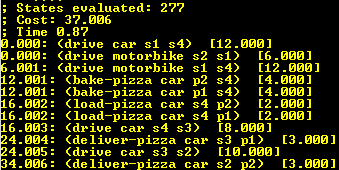 ; States evaluated: 277
; Cost: 37.006
; Time 0.87
0.000: (drive car s1 s4) [12.000]
0.000: (drive motorbike s2 s1) [6.000]
6.001: (drive motorbike s1 s4) [12.000]
12.001: (bake-pizza car p2 s4) [4.000]
12.001: (bake-pizza car p1 s4) [4.000]
16.002: (load-pizza car s4 p2) [2.000]
16.002: (load-pizza car s4 p1) [2.000]
16.003: (drive car s4 s3) [8.000]
24.004: (deliver-pizza car s3 p1) [3.000]
24.005: (drive car s3 s2) [10.000]
34.006: (deliver-pizza car s2 p2) [3.000]